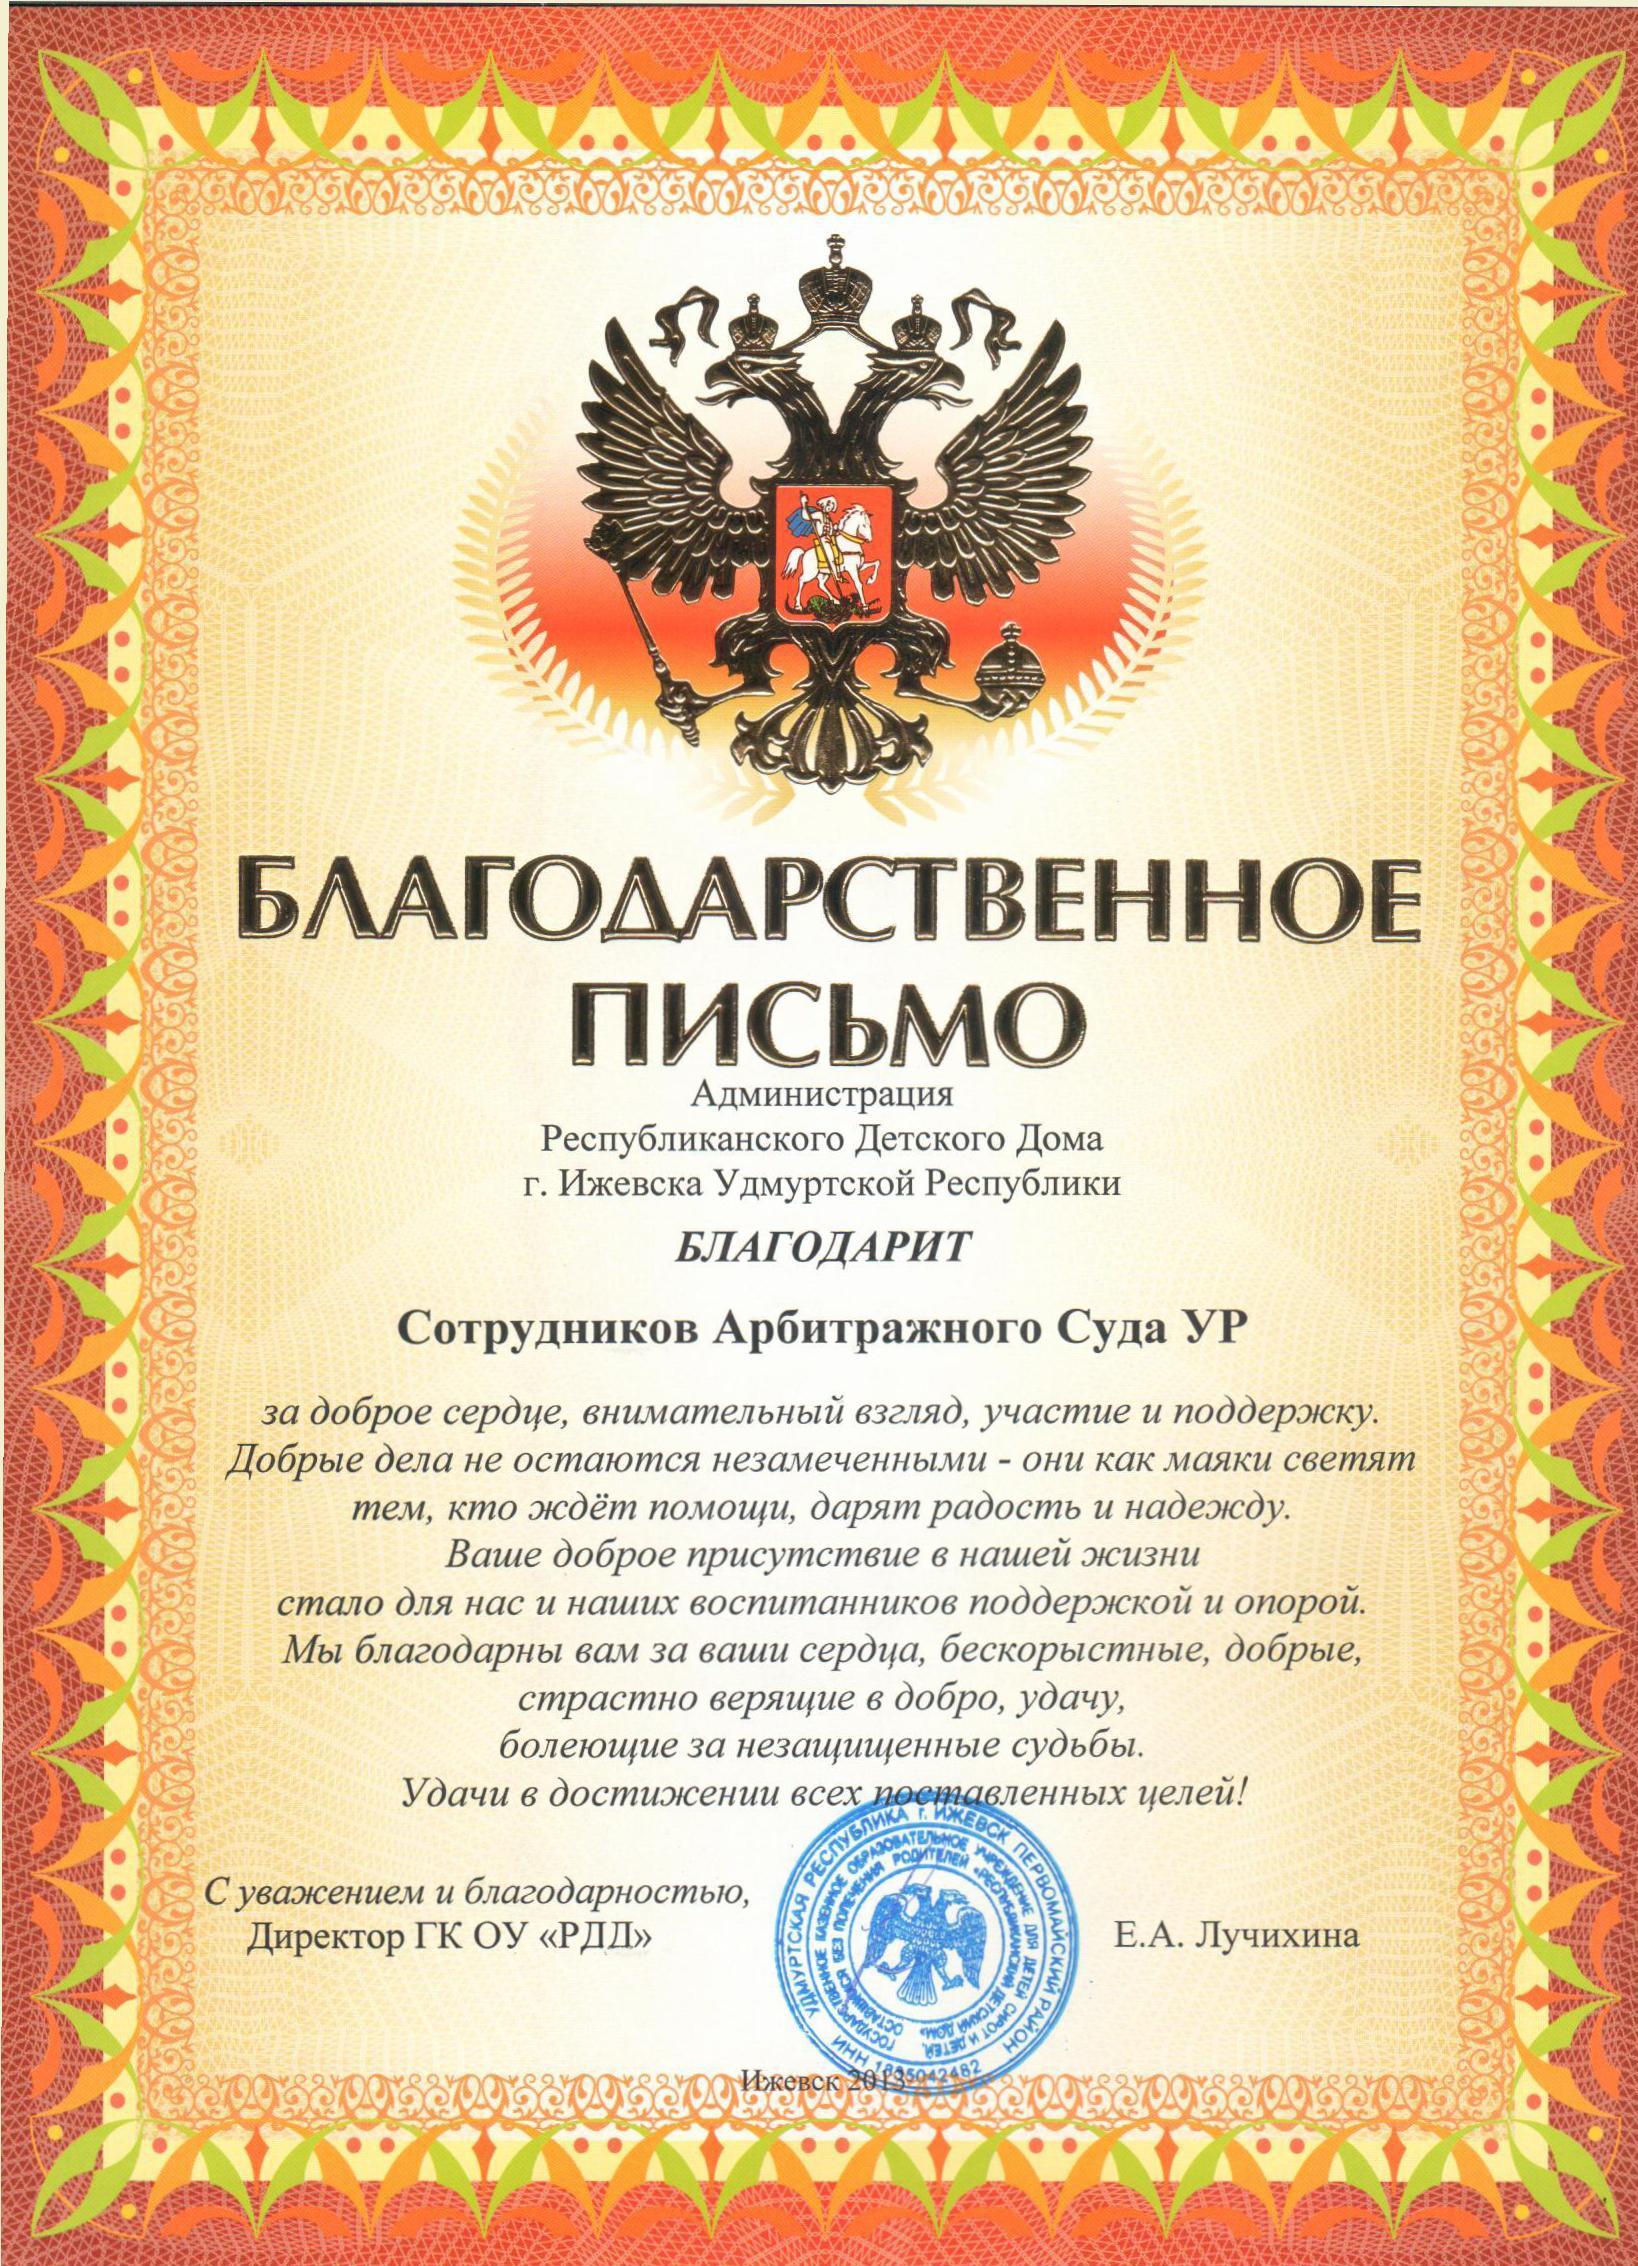 БЛАГОДАРСТВЕННОЕ
ПИСЬМО
Администрация
Республиканского Детского Дома
г. Ижевска Удмуртской Республики
БЛАГОДАРИТ
Сотрудников Арбитражного Суда УР
за доброе сердце, внимательный взгляд, участие и поддержку.
Добрые дела не остаются незамеченными - они как маяки светят
тем, кто ждёт помощи, дарят радость и надежду.
Ваше доброе присутствие в нашей жизни
стало для нас и наших воспитанников поддержкой и опорой.
Мы благодарны вам за ваши сердца, бескорыстные, добрые,
страстно верящие в добро, удачу,
болеющие за незащищенные судьбы.
Удачи в достижении всех поставленных целей!
С уважением и благодарностью,
Директор ГК ОУ «РДД»
Е.А. Лучихина
УДМУРТСКАЯ РЕСПУБЛИКА г. ИЖЕВСК ПЕРВОМАЙСКИЙ РАЙОН
ГОСУДАРСТВЕННОЕ КАЗЕННОЕ ОБРАЗОВАТЕЛЬНОЕ УЧРЕЖДЕНИЕ ДЛЯ ДЕТЕЙ СИРОТ И ДЕТЕЙ,
ОСТАВШИХСЯ БЕЗ ПОПЕЧЕНИЯ РОДИТЕЛЕЙ «РЕСПУБЛИКАНСКИЙ ДЕТСКИЙ ДОМ»
ИНН 1835042482
Ижевск 2013